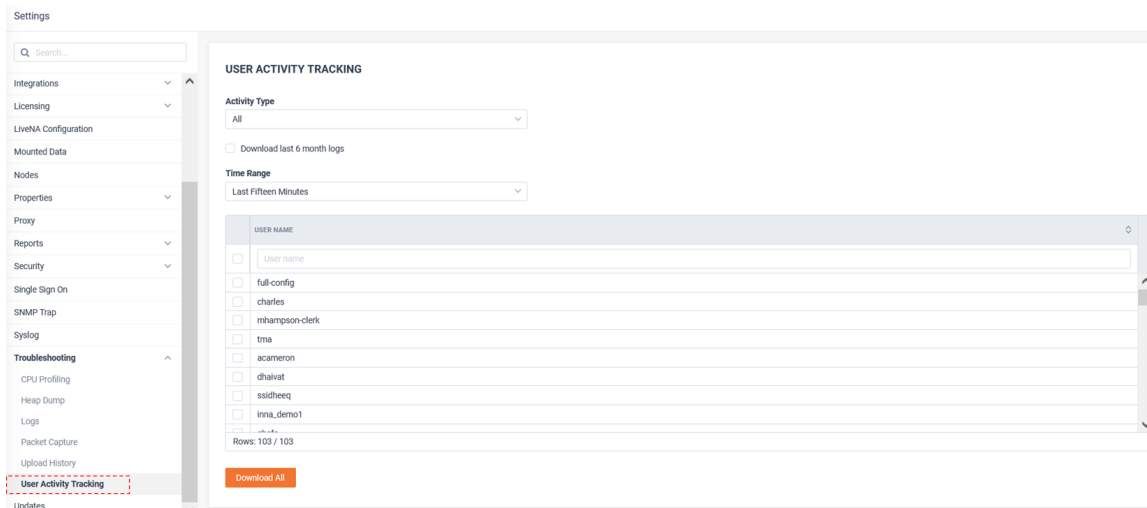 Settings
Search...
Integrations
Licensing
LiveNA Configuration
Mounted Data
Nodes
Properties
Proxy
Reports
Security
Single Sign On
SNMP Trap
Syslog
Troubleshooting
CPU Profiling
Heap Dump
Logs
Packet Capture
Upload History
User Activity Tracking
Updates
USER ACTIVITY TRACKING
Activity Type
All
Download last 6 month logs
Time Range
Last Fifteen Minutes
USER NAME
User name
full-config
charles
mhampson-clerk
tma
acameron
dhaivat
ssidheeq
inna_demo1
Rows: 103 / 103
Download All